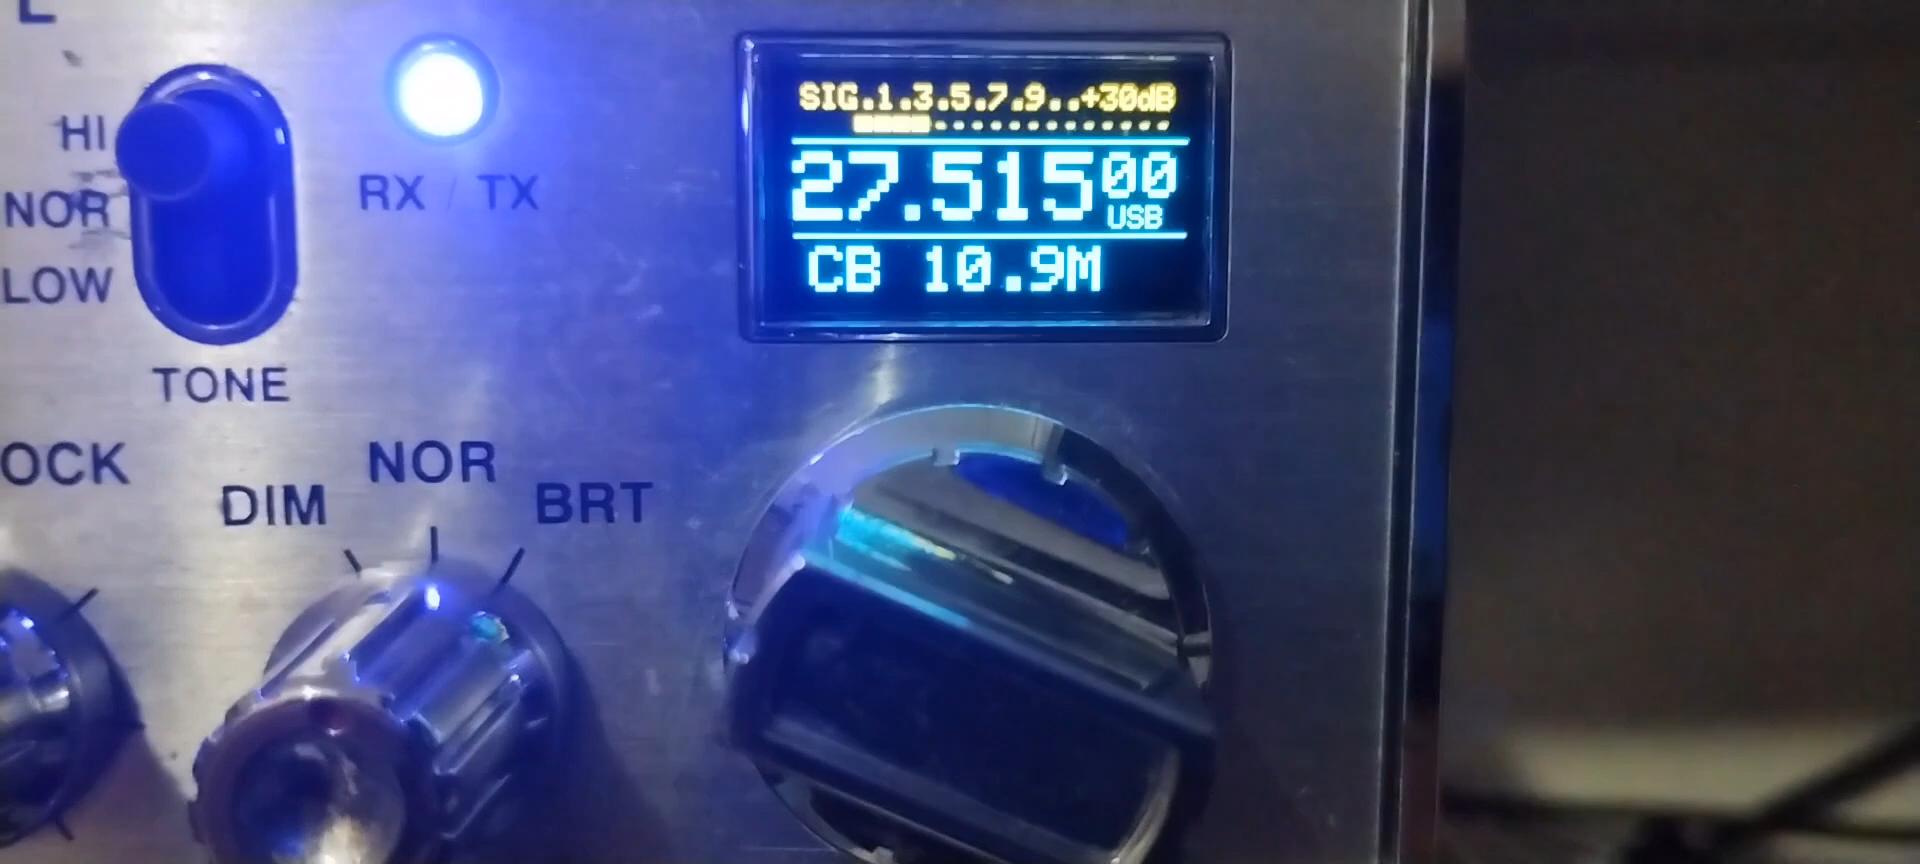 HI
NOR
LOW
TONE
RX / TX
SIG.1.3.5.7.9..+30dB
27.51500
USB
CB 10.9M
OCK
DIM
NOR
BRT